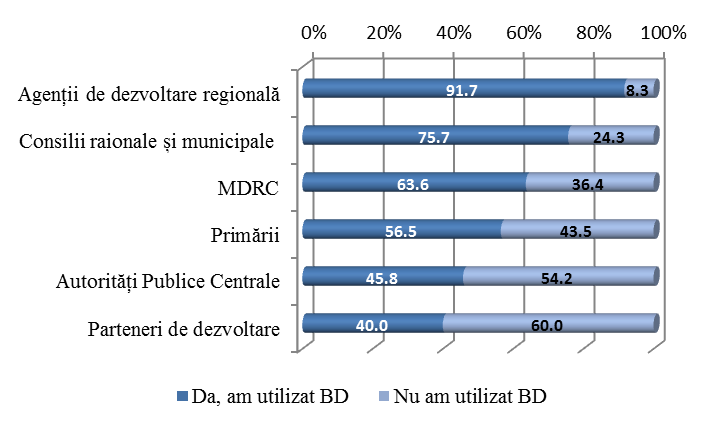 0% 20% 40% 60% 80% 100%
Agenții de dezvoltare regională 91.7 8.3
Consilii raionale și municipale 75.7 24.3
MDRC 63.6 36.4
Primării 56.5 43.5
Autorități Publice Centrale 45.8 54.2
Parteneri de dezvoltare 40.0 60.0
Da, am utilizat BD Nu am utilizat BD